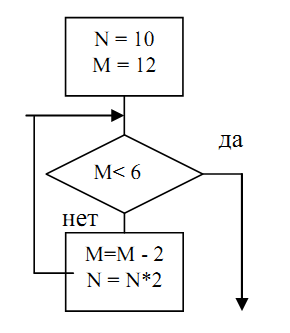 N = 10
M = 12
да
M< 6
нет
M=M - 2
N = N*2